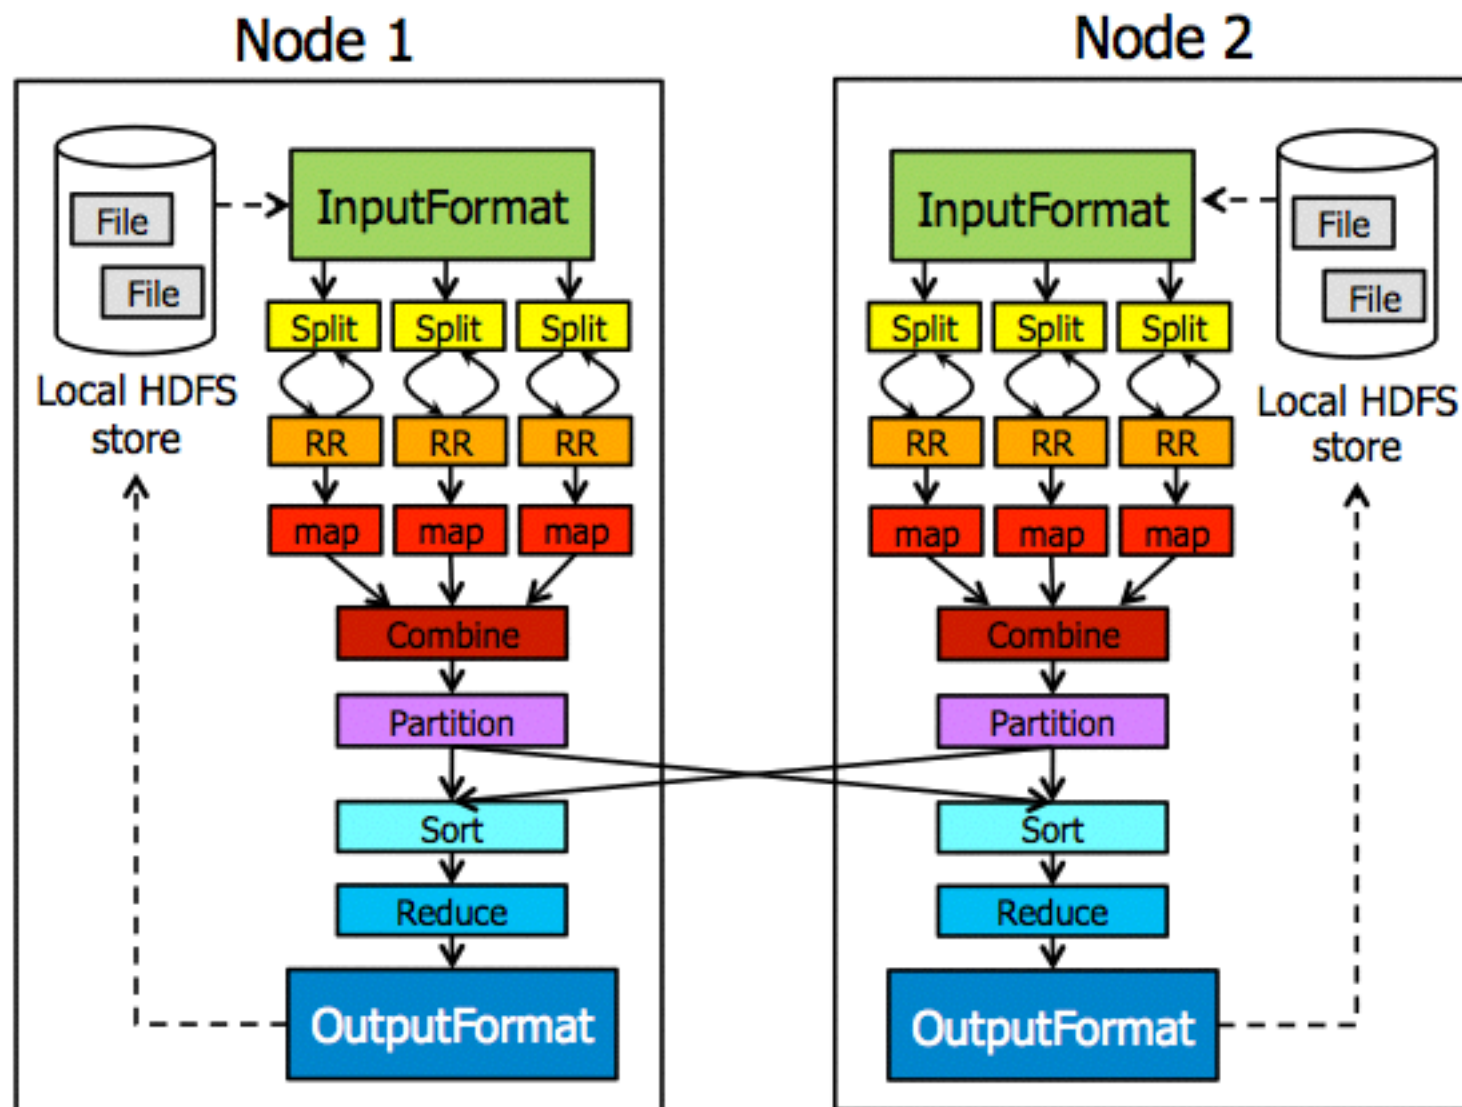 Node 1
File
File
Local HDFS
store
InputFormat
Split Split Split
RR RR RR
map map map
Combine
Partition
Sort
Reduce
OutputFormat
Node 2
InputFormat
File
File
Local HDFS
store
Split Split Split
RR RR RR
map map map
Combine
Partition
Sort
Reduce
OutputFormat